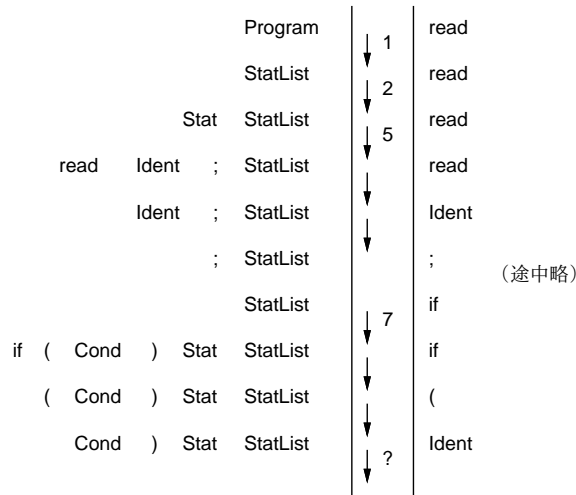 Program read
1
StatList read
2
Stat StatList read
5
read Ident ; StatList read
Ident ; StatList Ident
; StatList ;
(途中略)
StatList if
7
if ( Cond ) Stat StatList if
( Cond ) Stat StatList (
Cond ) Stat StatList Ident
?